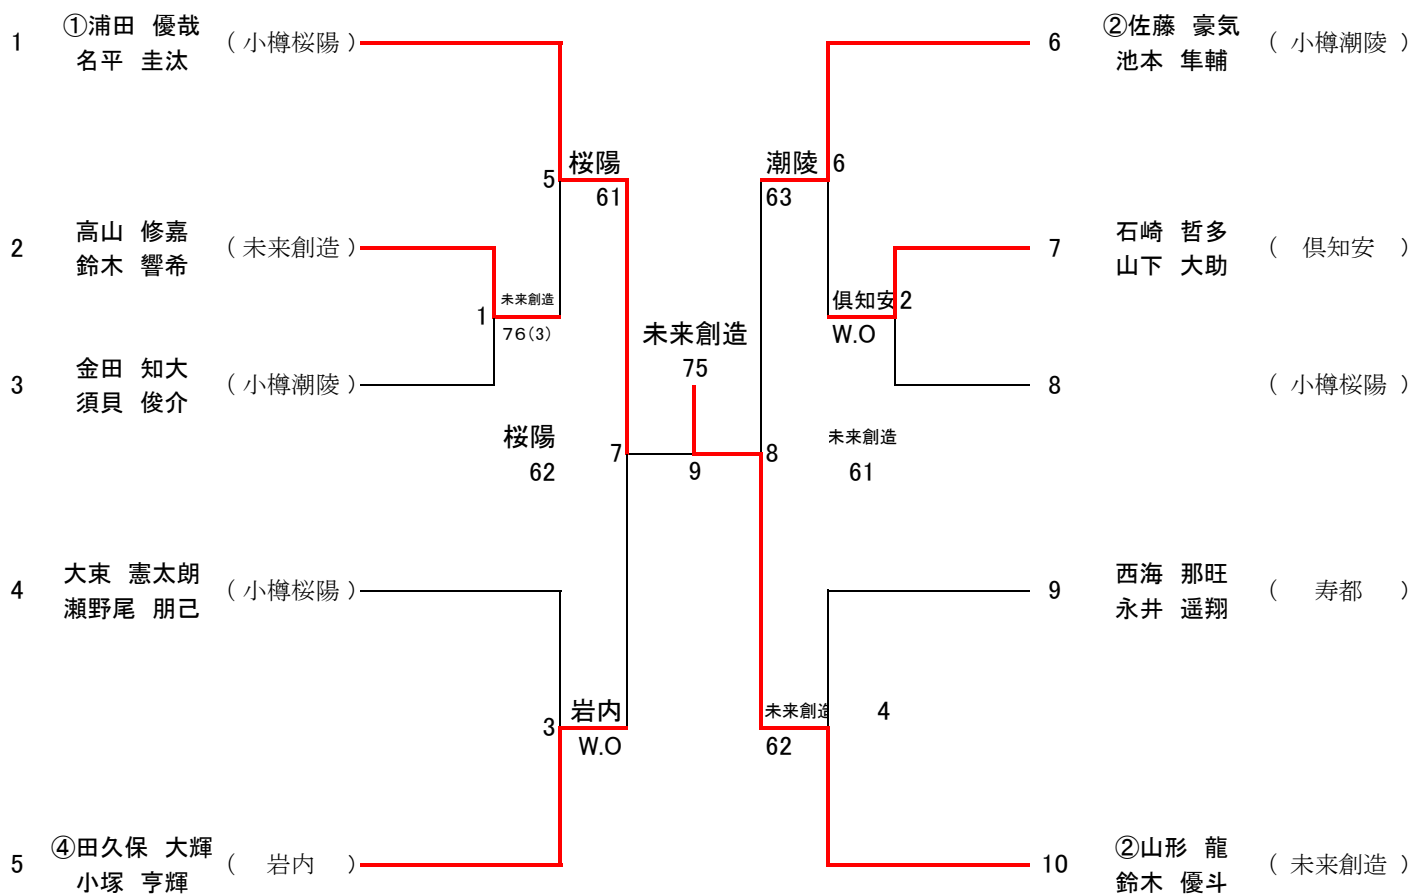 1 ①浦田 優哉 名平 圭汰 （ 小樽桜陽 ）
2 高山 修嘉 鈴木 響希 （ 未来創造 ）
3 金田 知大 須貝 俊介 （ 小樽潮陵 ）
4 大束 憲太朗 瀬野尾 朋己 （ 小樽桜陽 ）
5 ④田久保 大輝 小塚 亨輝 （ 岩内 ）
5 桜陽
61
1 未来創造
76(3)
桜陽 7
62
3 岩内
W.O
未来創造
75
9
潮陵 6
63
倶知安 2
W.O
8 未来創造
61
未来創造 4
62
6 ②佐藤 豪気 池本 隼輔 （ 小樽潮陵 ）
7 石崎 哲多 山下 大助 （ 倶知安 ）
8 （ 小樽桜陽 ）
9 西海 那旺 永井 遥翔 （ 寿都 ）
10 ②山形 龍 鈴木 優斗 （ 未来創造 ）